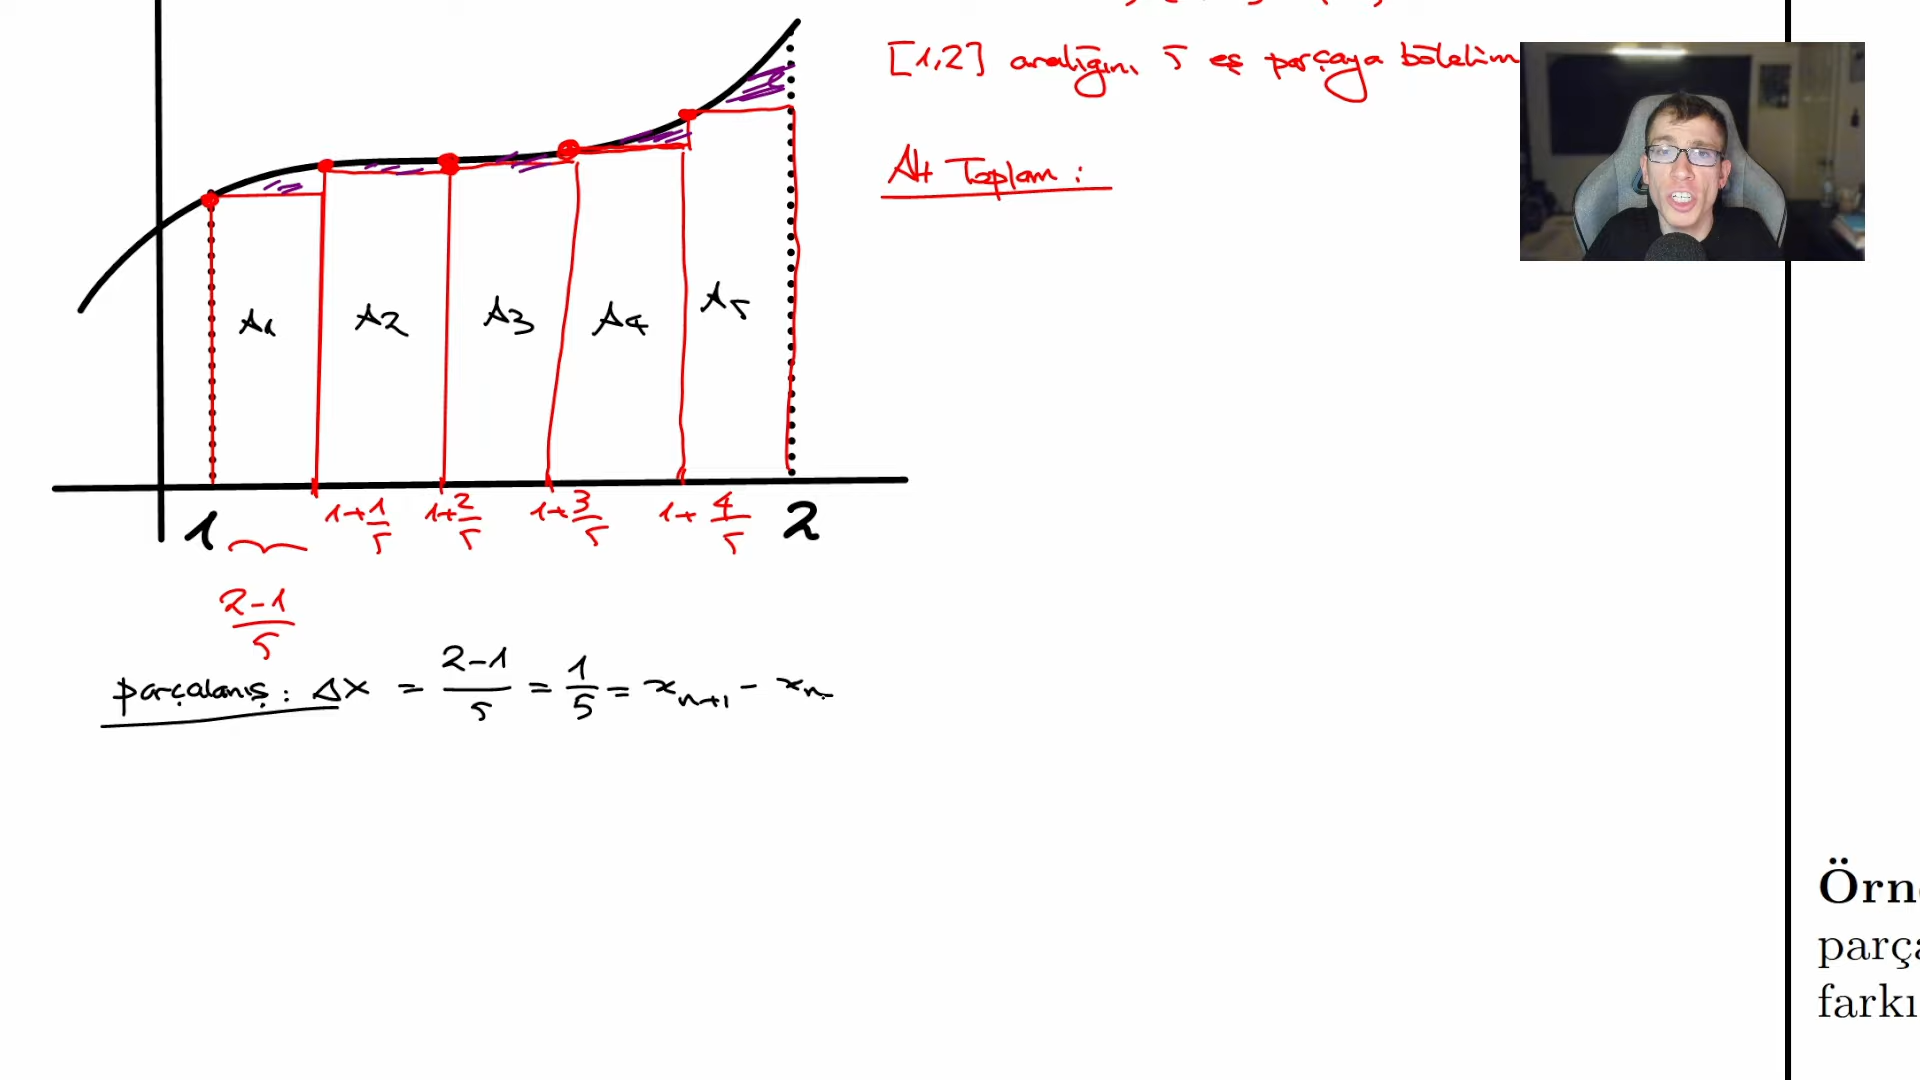 [1,2] aralığını 5 eş parçaya bölelim
Alt Toplam :
A1 A2 A3 A4 A5
1 1+1/5 1+2/5 1+3/5 1+4/5 2
2-1/5
parçalanış : Δx = 2-1/5 = 1/5 = xn+1 - xn
Örn
parça
farkı